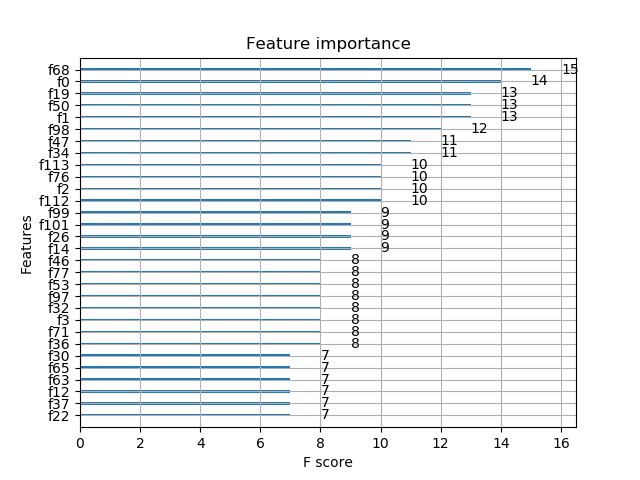 Feature importance
f68 15
f0 14
f19 13
f50 13
f1 13
f98 12
f47 11
f34 11
f113 10
f76 10
f2 10
f112 10
f99 9
f101 9
f26 9
f14 9
f46 8
f77 8
f53 8
f97 8
f32 8
f3 8
f71 8
f36 8
f30 7
f65 7
f63 7
f12 7
f37 7
f22 7
Features
0 2 4 6 8 10 12 14 16
F score